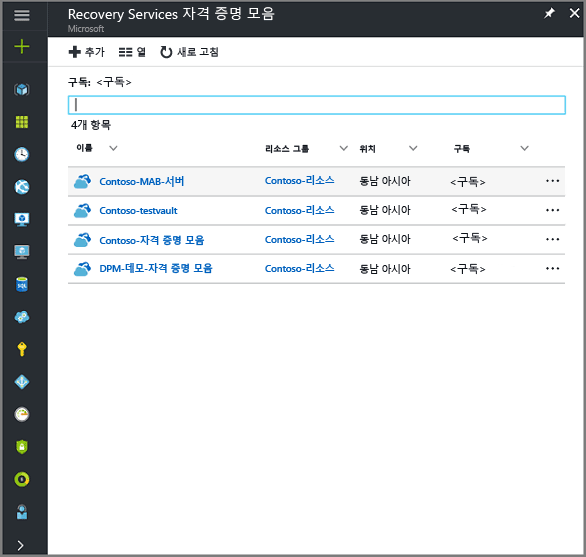 Recovery Services 자격 증명 모음
Microsoft
추가 열 새로 고침
구독: <구독>
4개 항목
이름 리소스 그룹 위치 구독
Contoso-MAB-서버 Contoso-리소스 동남 아시아 <구독> ...
Contoso-testvault Contoso-리소스 동남 아시아 <구독> ...
Contoso-자격 증명 모음 Contoso-리소스 동남 아시아 <구독> ...
DPM-데모-자격 증명 모음 Contoso-리소스 동남 아시아 <구독> ...
SQL